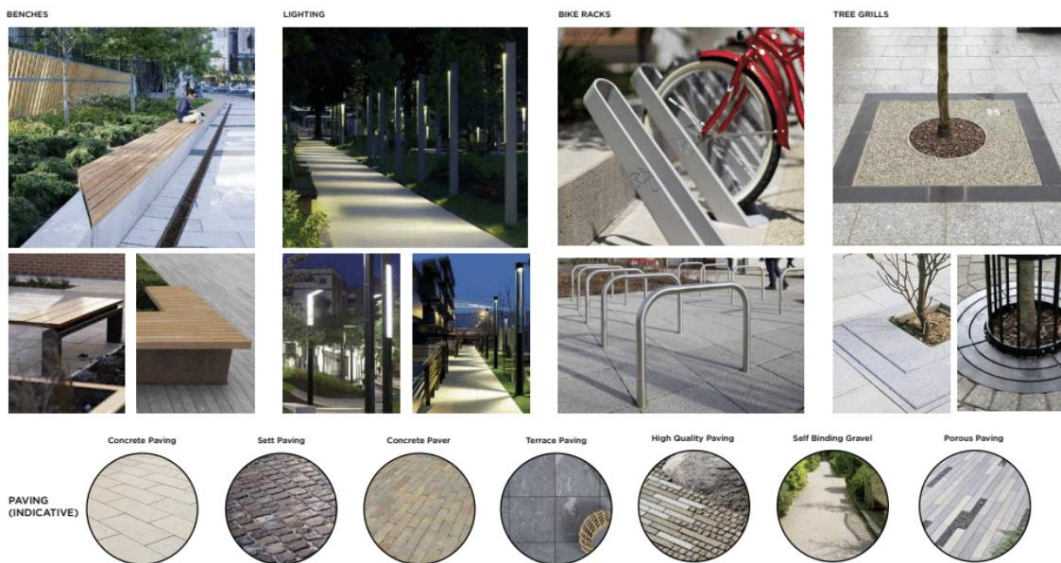 BENCHES
LIGHTING
BIKE RACKS
TREE GRILLS
Concrete Paving
Sett Paving
Concrete Paver
Terrace Paving
High Quality Paving
Self Binding Gravel
Porous Paving
PAVING
(INDICATIVE)